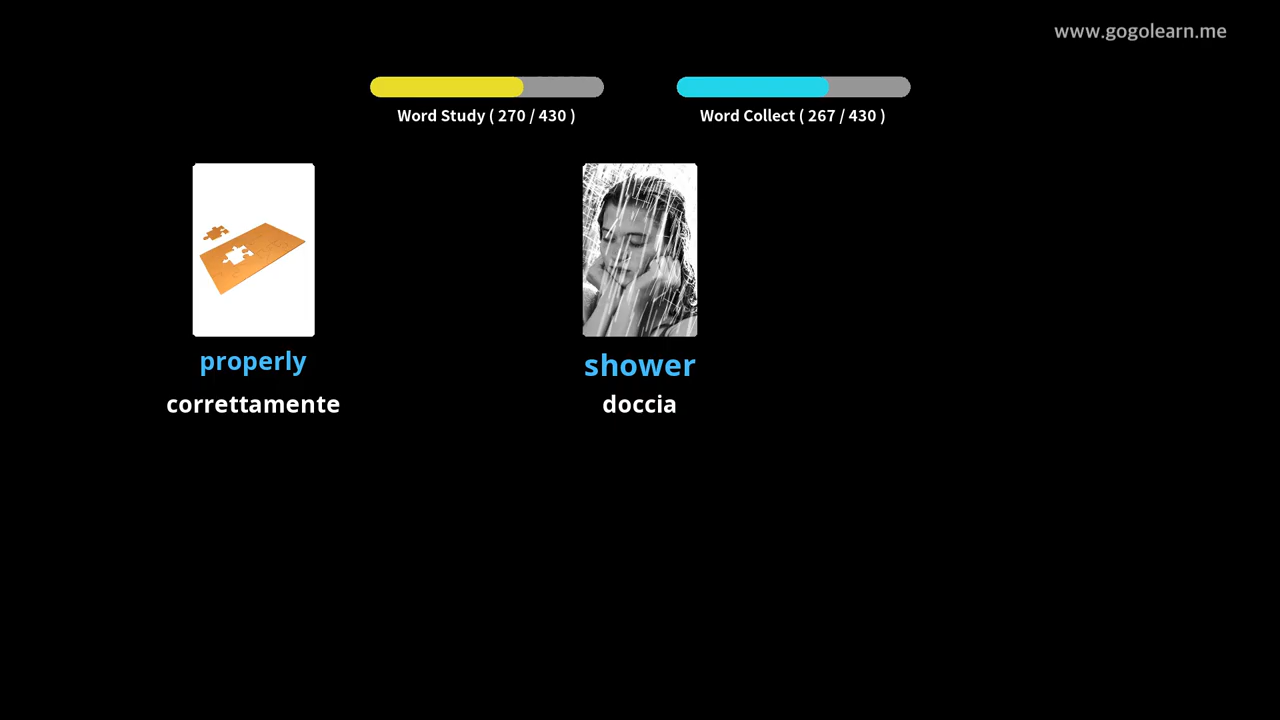 www.gogolearn.me
Word Study ( 270 / 430 )
Word Collect ( 267 / 430 )
properly
correttamente
shower
doccia